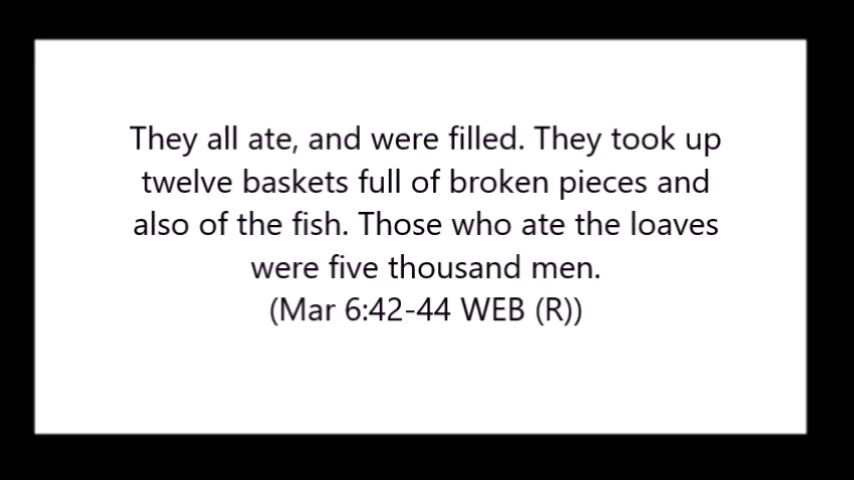 They all ate, and were filled. They took up
twelve baskets full of broken pieces and
also of the fish. Those who ate the loaves
were five thousand men.
(Mar 6:42-44 WEB (R))